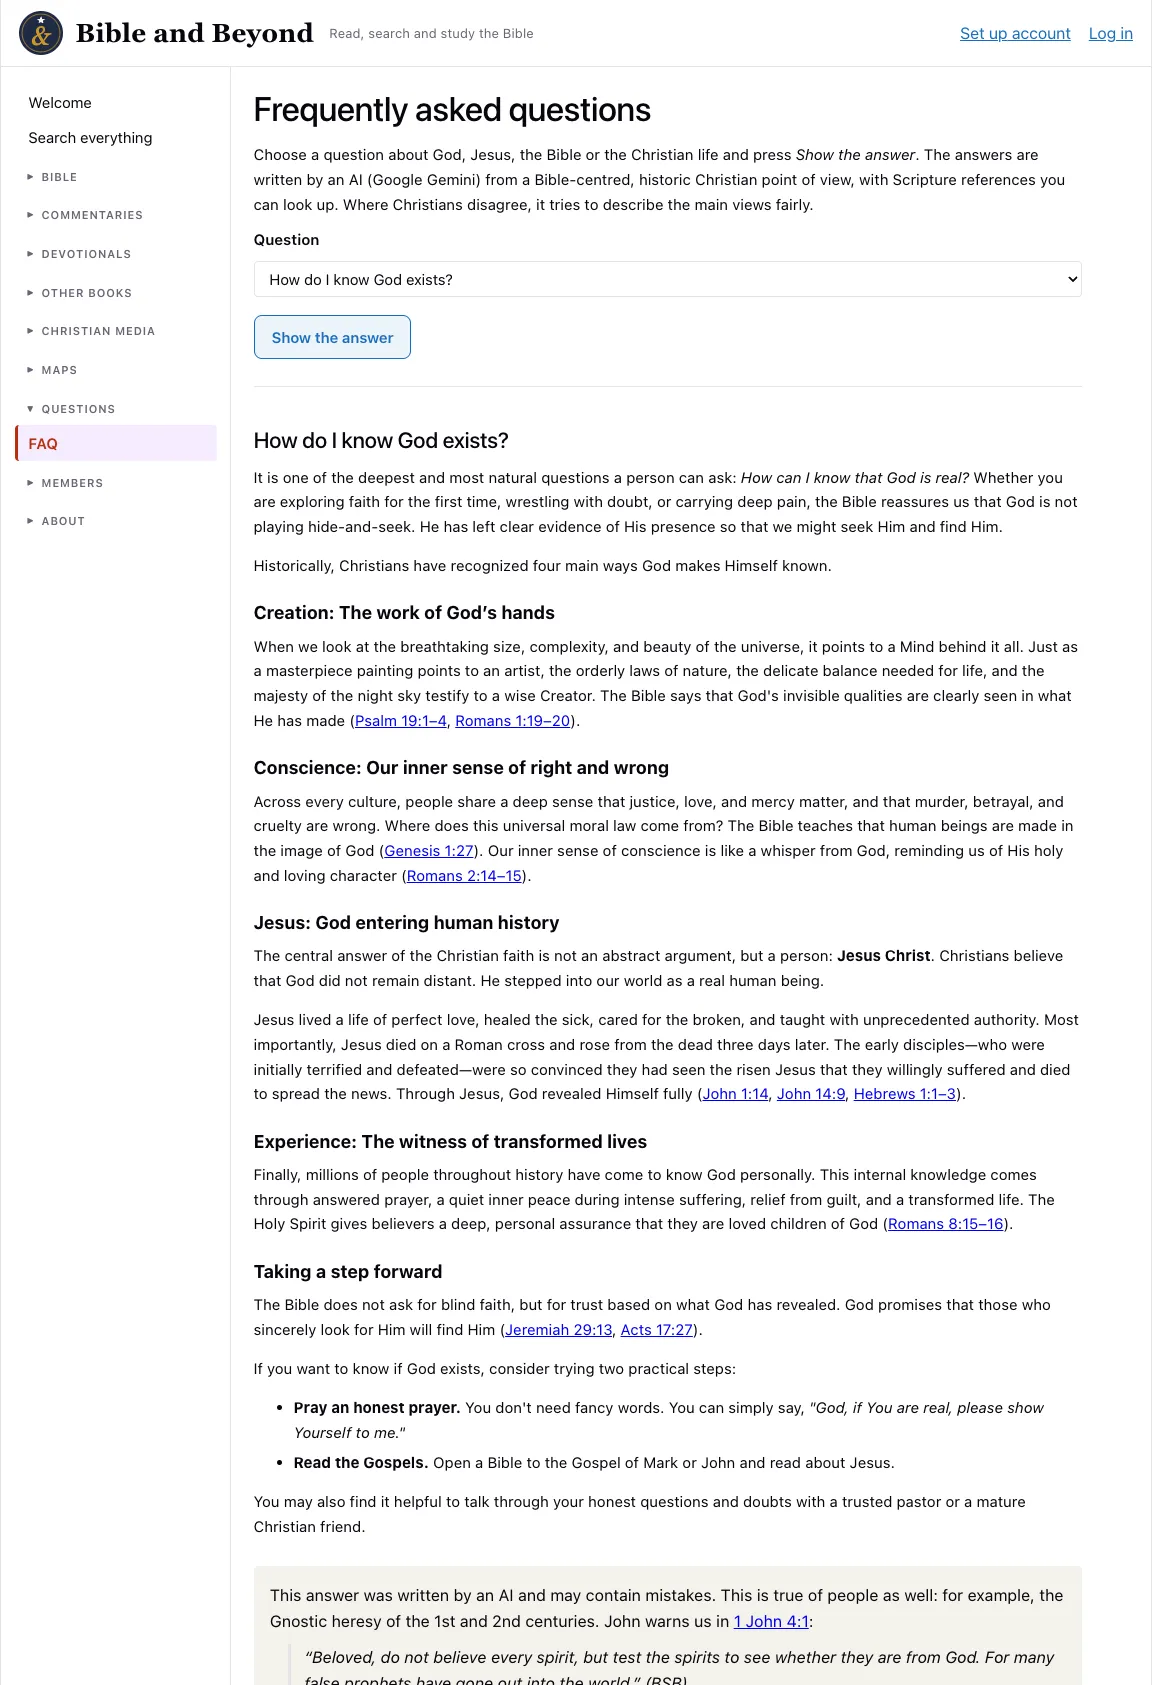 &
Bible and Beyond
Read, search and study the Bible
Set up account
Log in
Welcome
Search everything
BIBLE
COMMENTARIES
DEVOTIONALS
OTHER BOOKS
CHRISTIAN MEDIA
MAPS
QUESTIONS
FAQ
MEMBERS
ABOUT
Frequently asked questions
Choose a question about God, Jesus, the Bible or the Christian life and press Show the answer. The answers are
written by an AI (Google Gemini) from a Bible-centred, historic Christian point of view, with Scripture references you
can look up. Where Christians disagree, it tries to describe the main views fairly.
Question
How do I know God exists?
Show the answer
How do I know God exists?
It is one of the deepest and most natural questions a person can ask: How can I know that God is real? Whether you
are exploring faith for the first time, wrestling with doubt, or carrying deep pain, the Bible reassures us that God is not
playing hide-and-seek. He has left clear evidence of His presence so that we might seek Him and find Him.
Historically, Christians have recognized four main ways God makes Himself known.
Creation: The work of God’s hands
When we look at the breathtaking size, complexity, and beauty of the universe, it points to a Mind behind it all. Just as
a masterpiece painting points to an artist, the orderly laws of nature, the delicate balance needed for life, and the
majesty of the night sky testify to a wise Creator. The Bible says that God's invisible qualities are clearly seen in what
He has made (Psalm 19:1–4, Romans 1:19–20).
Conscience: Our inner sense of right and wrong
Across every culture, people share a deep sense that justice, love, and mercy matter, and that murder, betrayal, and
cruelty are wrong. Where does this universal moral law come from? The Bible teaches that human beings are made in
the image of God (Genesis 1:27). Our inner sense of conscience is like a whisper from God, reminding us of His holy
and loving character (Romans 2:14–15).
Jesus: God entering human history
The central answer of the Christian faith is not an abstract argument, but a person: Jesus Christ. Christians believe
that God did not remain distant. He stepped into our world as a real human being.
Jesus lived a life of perfect love, healed the sick, cared for the broken, and taught with unprecedented authority. Most
importantly, Jesus died on a Roman cross and rose from the dead three days later. The early disciples—who were
initially terrified and defeated—were so convinced they had seen the risen Jesus that they willingly suffered and died
to spread the news. Through Jesus, God revealed Himself fully (John 1:14, John 14:9, Hebrews 1:1–3).
Experience: The witness of transformed lives
Finally, millions of people throughout history have come to know God personally. This internal knowledge comes
through answered prayer, a quiet inner peace during intense suffering, relief from guilt, and a transformed life. The
Holy Spirit gives believers a deep, personal assurance that they are loved children of God (Romans 8:15–16).
Taking a step forward
The Bible does not ask for blind faith, but for trust based on what God has revealed. God promises that those who
sincerely look for Him will find Him (Jeremiah 29:13, Acts 17:27).
If you want to know if God exists, consider trying two practical steps:
• Pray an honest prayer. You don't need fancy words. You can simply say, "God, if You are real, please show
Yourself to me."
• Read the Gospels. Open a Bible to the Gospel of Mark or John and read about Jesus.
You may also find it helpful to talk through your honest questions and doubts with a trusted pastor or a mature
Christian friend.
This answer was written by an AI and may contain mistakes. This is true of people as well: for example, the
Gnostic heresy of the 1st and 2nd centuries. John warns us in 1 John 4:1:
“Beloved, do not believe every spirit, but test the spirits to see whether they are from God. For many
false prophets have gone out into the world.” (BSB)